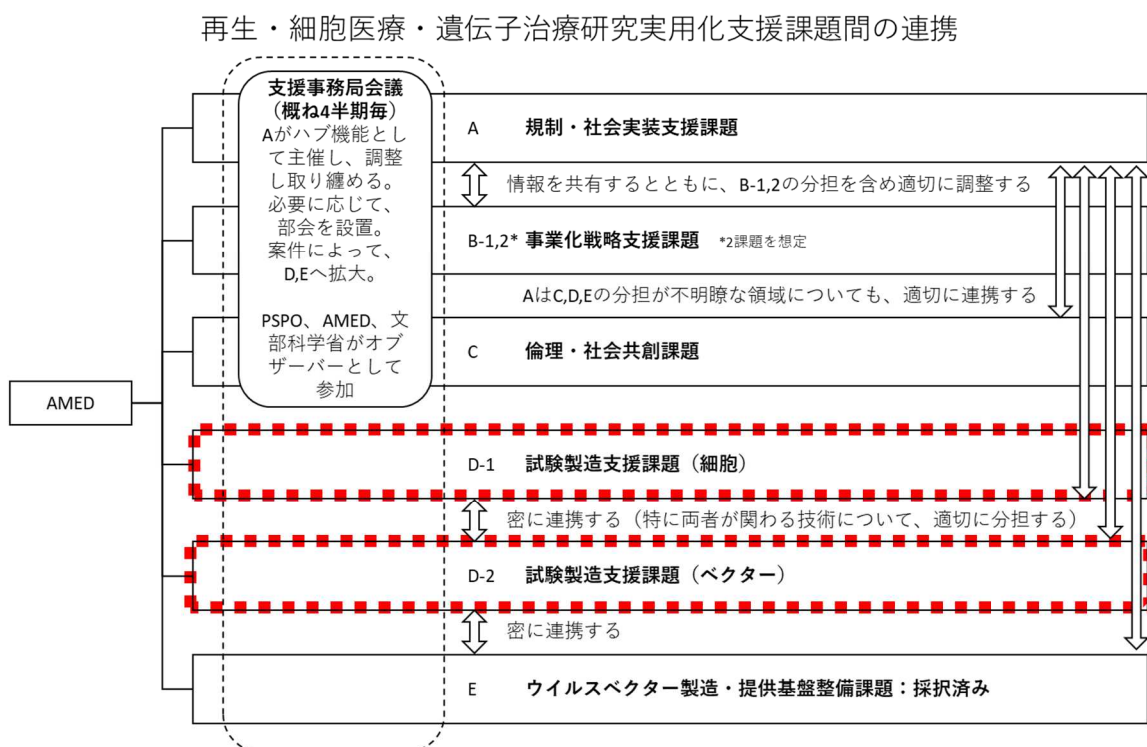 再生・細胞医療・遺伝子治療研究実用化支援課題間の連携
支援事務局会議
（概ね4半期毎）
Aがハブ機能とし
て主催し、調整
し取り纏める。
必要に応じて、
部会を設置。
案件によって、
D,Eへ拡大。
PSPO、AMED、文
部科学省がオブ
ザーバーとして
参加
AMED
A 規制・社会実装支援課題
情報を共有するとともに、B-1,2の分担を含め適切に調整する
B-1,2* 事業化戦略支援課題 *2課題を想定
AはC,D,Eの分担が不明瞭な領域についても、適切に連携する
C 倫理・社会共創課題
D-1 試験製造支援課題（細胞）
密に連携する（特に両者が関わる技術について、適切に分担する）
D-2 試験製造支援課題（ベクター）
密に連携する
E ウイルスベクター製造・提供基盤整備課題：採択済み